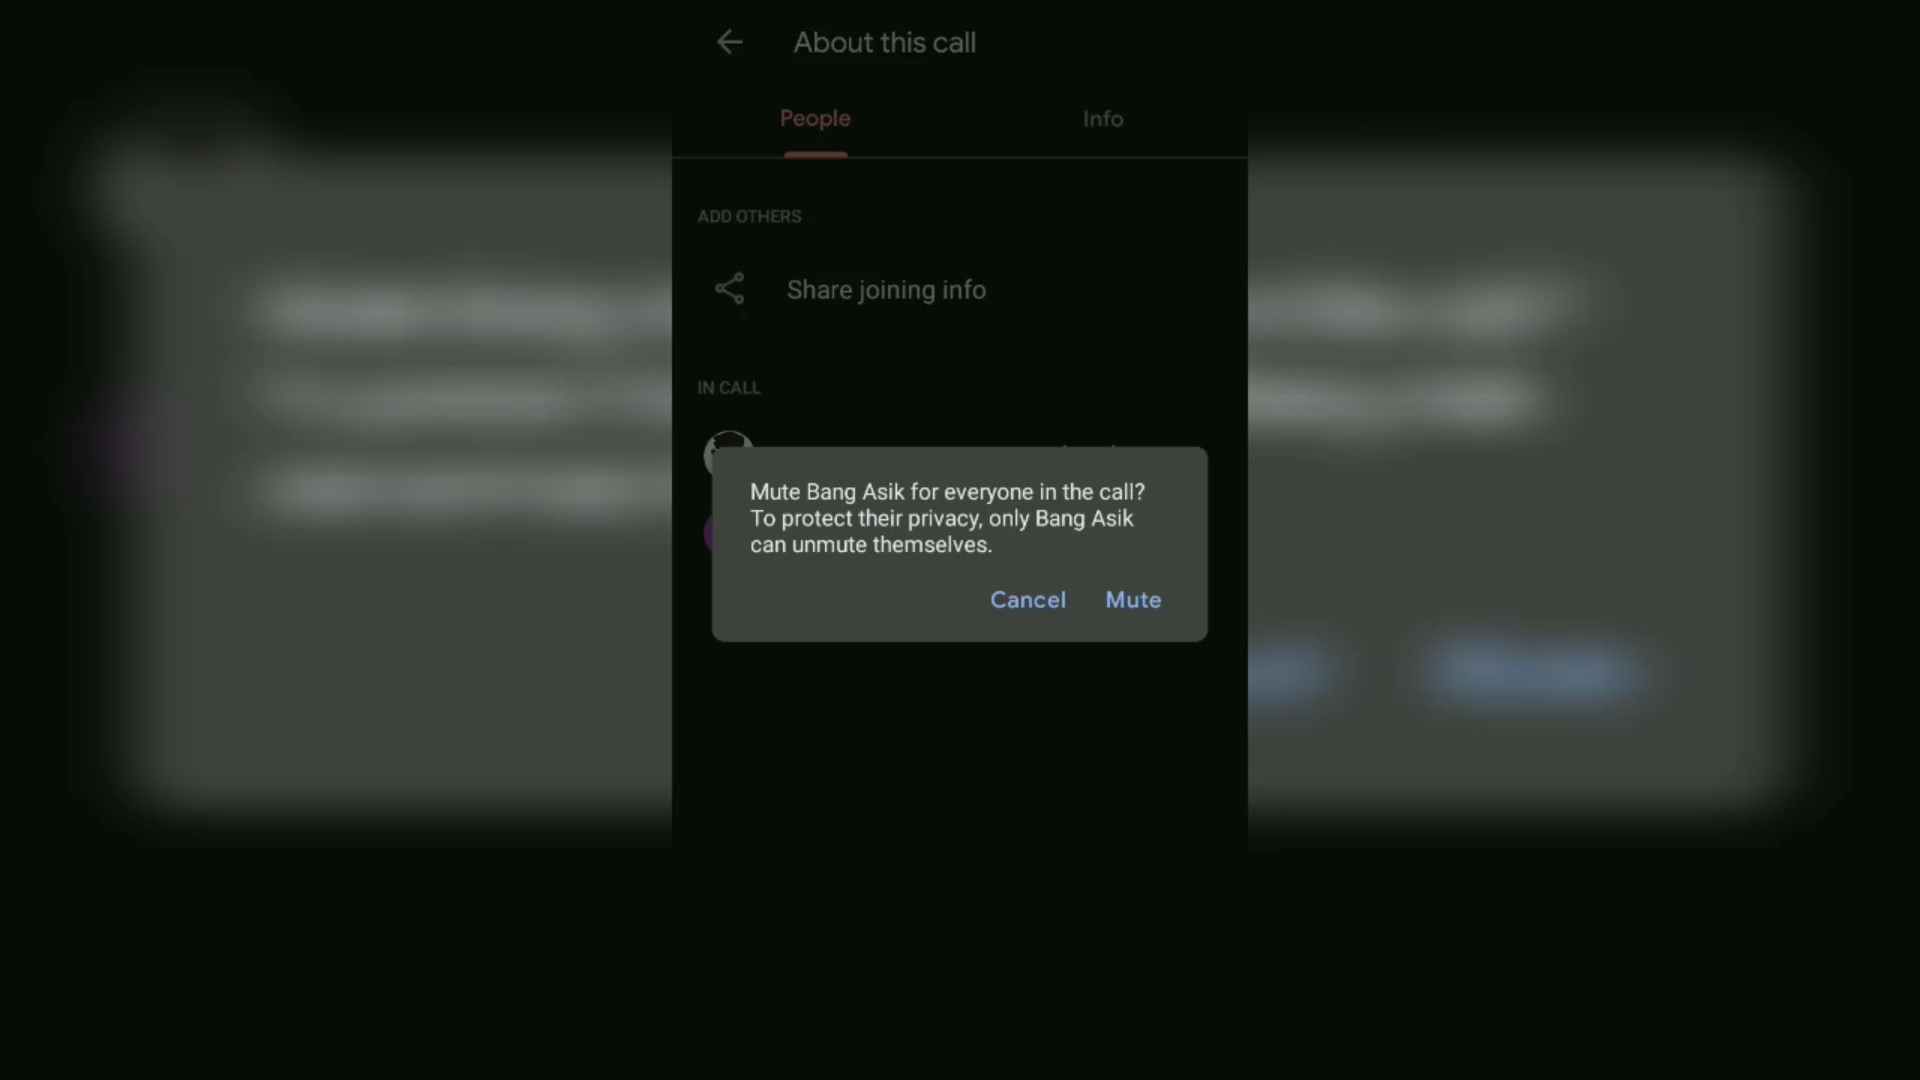 About this call
People
Info
ADD OTHERS
Share joining info
IN CALL
Mute Bang Asik for everyone in the call?
To protect their privacy, only Bang Asik
can unmute themselves.
Cancel
Mute